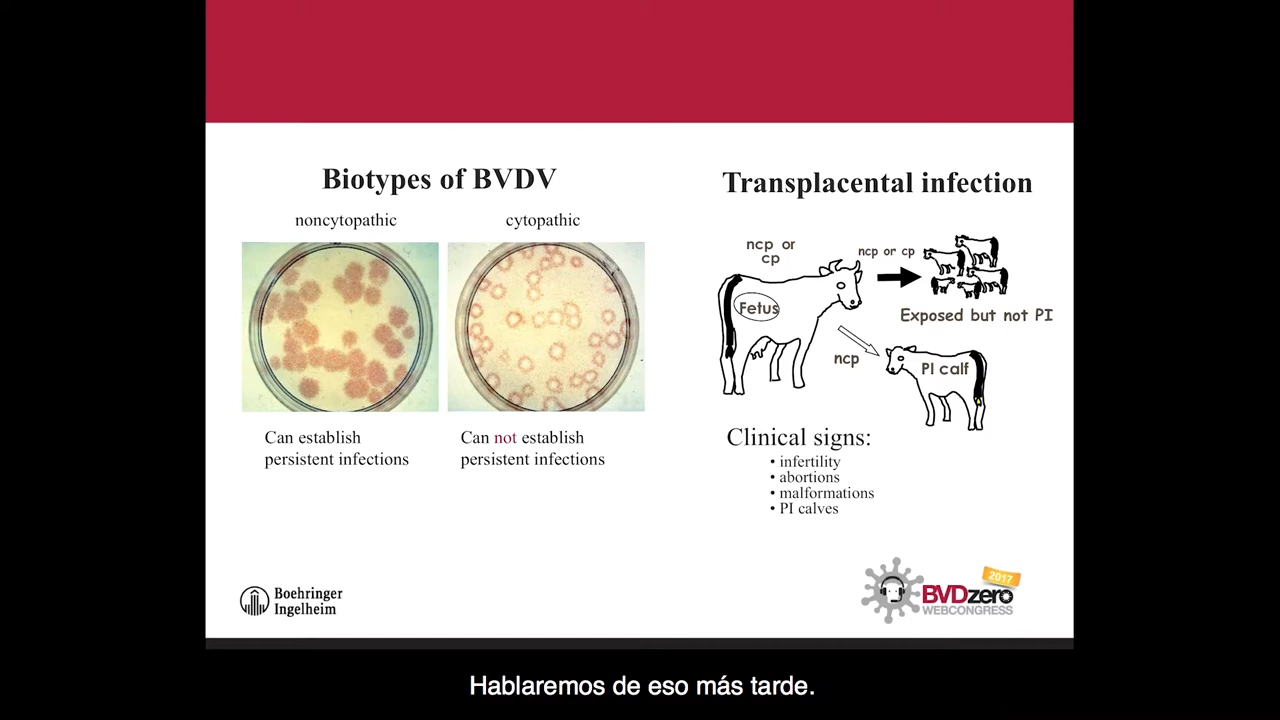 Biotypes of BVDV
noncytopathic
cytopathic
Can establish
persistent infections
Can not establish
persistent infections
Transplacental infection
ncp or
cp
ncp or cp
Fetus
Exposed but not PI
ncp
PI calf
Clinical signs:
• infertility
• abortions
• malformations
• PI calves
Boehringer
Ingelheim
2017
BVDzero
WEBCONGRESS
Hablaremos de eso más tarde.